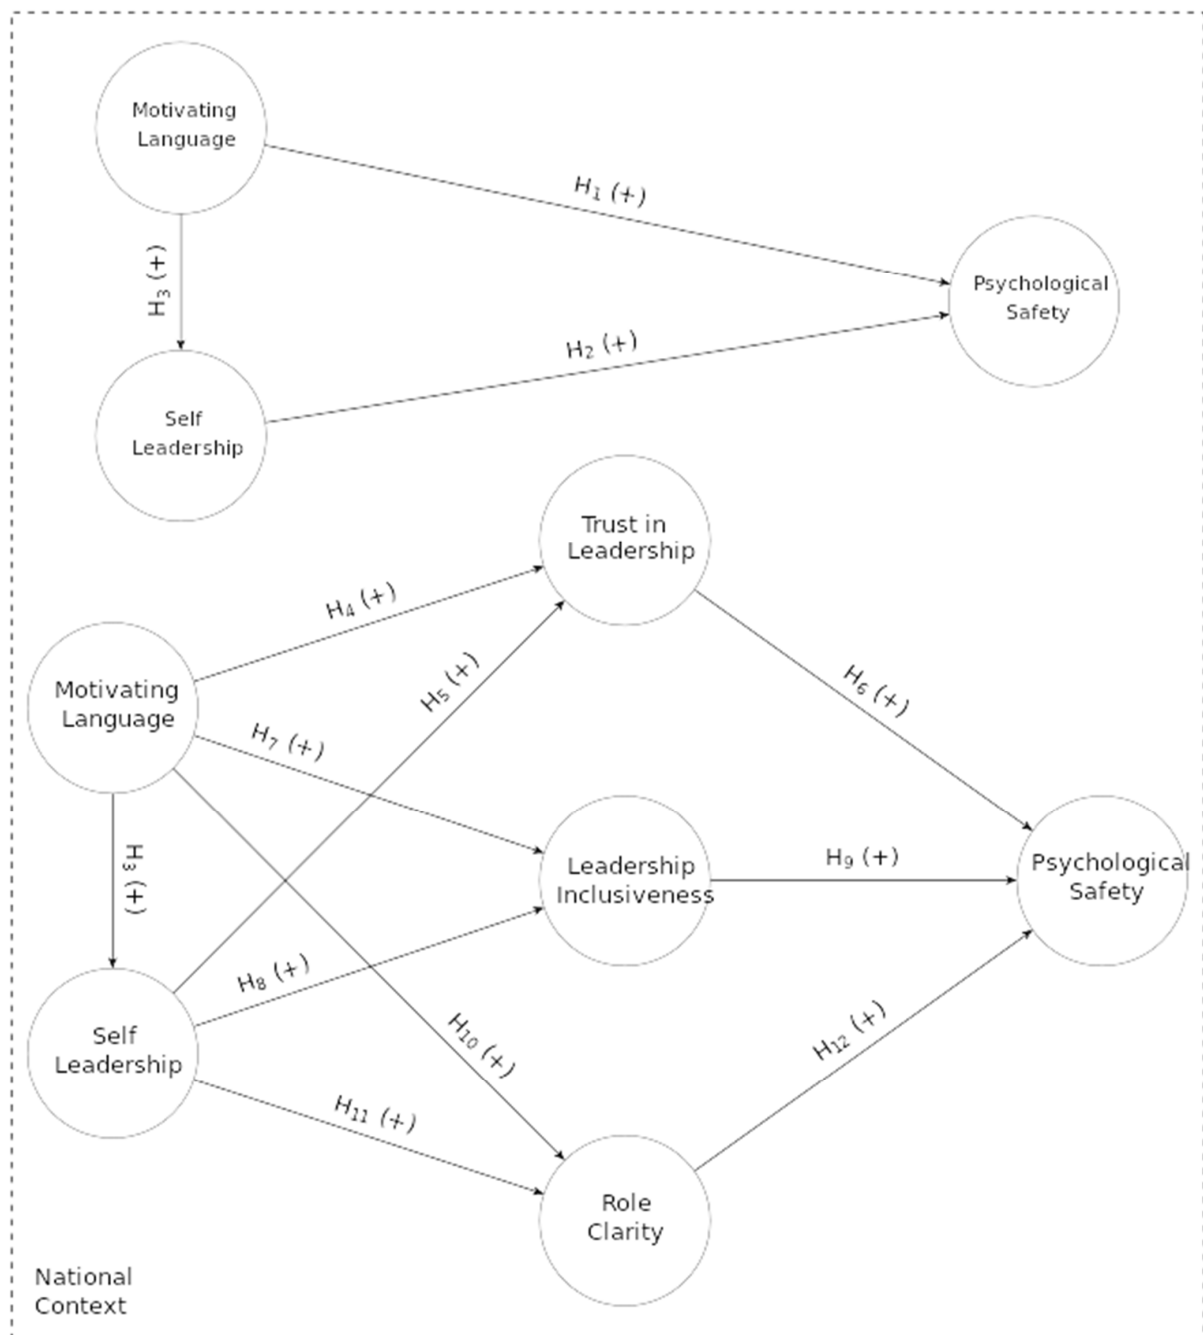 Motivating
Language
H1 (+)
H3 (+)
Psychological
Safety
H2 (+)
Self
Leadership
Trust in
Leadership
H4 (+)
H5 (+)
H6 (+)
Motivating
Language
H7 (+)
H3 (+)
Leadership
Inclusiveness
H9 (+)
Psychological
Safety
H8 (+)
Self
Leadership
H10 (+)
H12 (+)
H11 (+)
Role
Clarity
National
Context